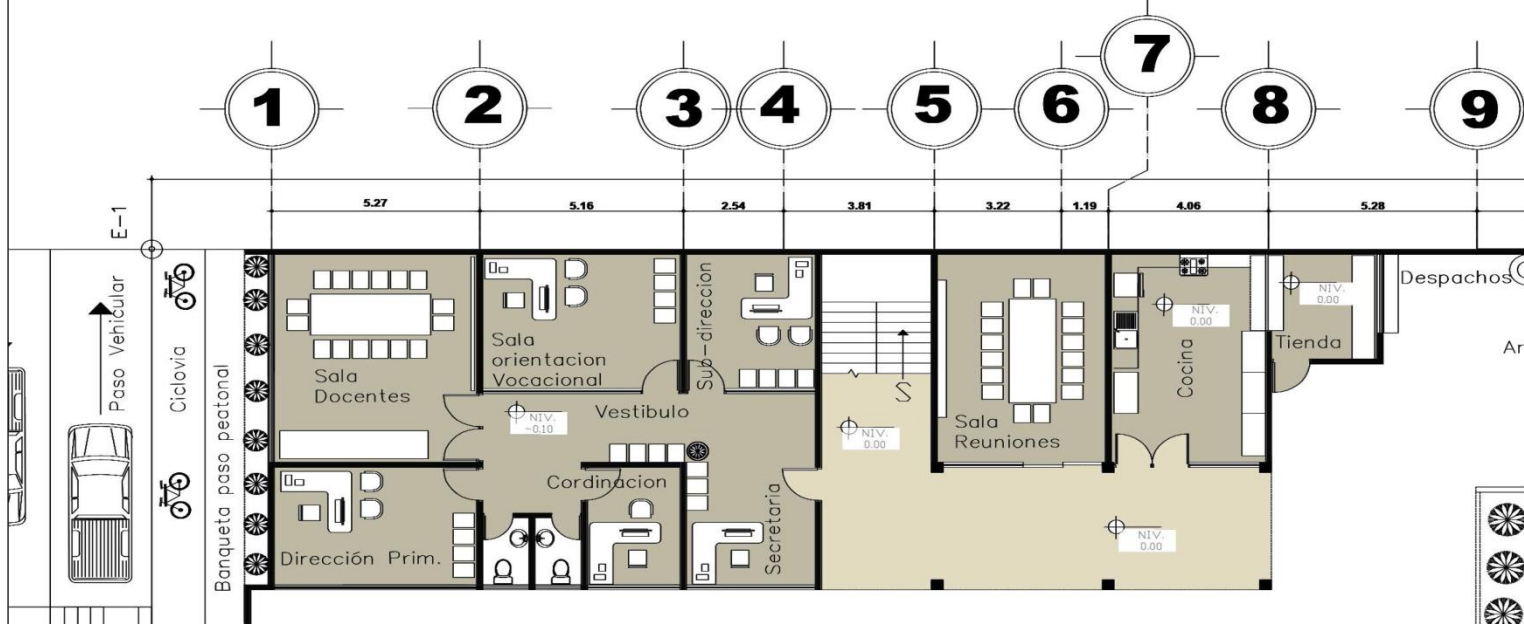 7
1 2 3 4 5 6 8 9
5.27 5.16 2.54 3.81 3.22 1.19 4.06 5.28
E-1
Paso Vehicular
Ciclovia
Banqueta paso peatonal
Sala
Docentes
Sala
orientacion
Vocacional
Sub-direccion
Vestibulo
NIV.
-0.10
NIV.
0.00
S
Sala
Reuniones
NIV.
0.00
Cocina
NIV.
0.00
Tienda
Despachos
Ar
Dirección Prim.
Cordinacion
Secretaria
NIV.
0.00